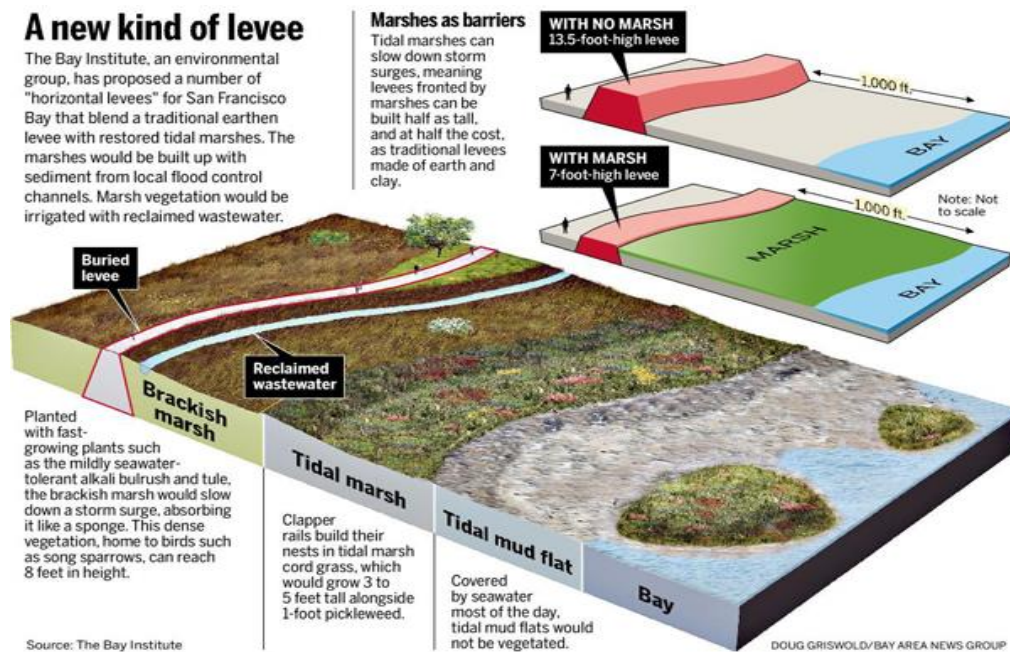 A new kind of levee
The Bay Institute, an environmental
group, has proposed a number of
"horizontal levees" for San Francisco
Bay that blend a traditional earthen
levee with restored tidal marshes. The
marshes would be built up with
sediment from local flood control
channels. Marsh vegetation would be
irrigated with reclaimed wastewater.
Marshes as barriers
Tidal marshes can
slow down storm
surges, meaning
levees fronted by
marshes can be
built half as tall,
and at half the cost,
as traditional levees
made of earth and
clay.
WITH NO MARSH
13.5-foot-high levee
1,000 ft.
BAY
WITH MARSH
7-foot-high levee
1,000 ft.
Note: Not
to scale
MARSH
BAY
Buried
levee
Reclaimed
wastewater
Brackish
marsh
Planted
with fast-
growing plants such
as the mildly seawater-
tolerant alkali bulrush and tule,
the brackish marsh would slow
down a storm surge, absorbing
it like a sponge. This dense
vegetation, home to birds such
as song sparrows, can reach
8 feet in height.
Tidal marsh
Clapper
rails build their
nests in tidal marsh
cord grass, which
would grow 3 to
5 feet tall alongside
1-foot pickleweed.
Tidal mud flat
Covered
by seawater
most of the day,
tidal mud flats would
not be vegetated.
Bay
Source: The Bay Institute
DOUG GRISWOLD/BAY AREA NEWS GROUP